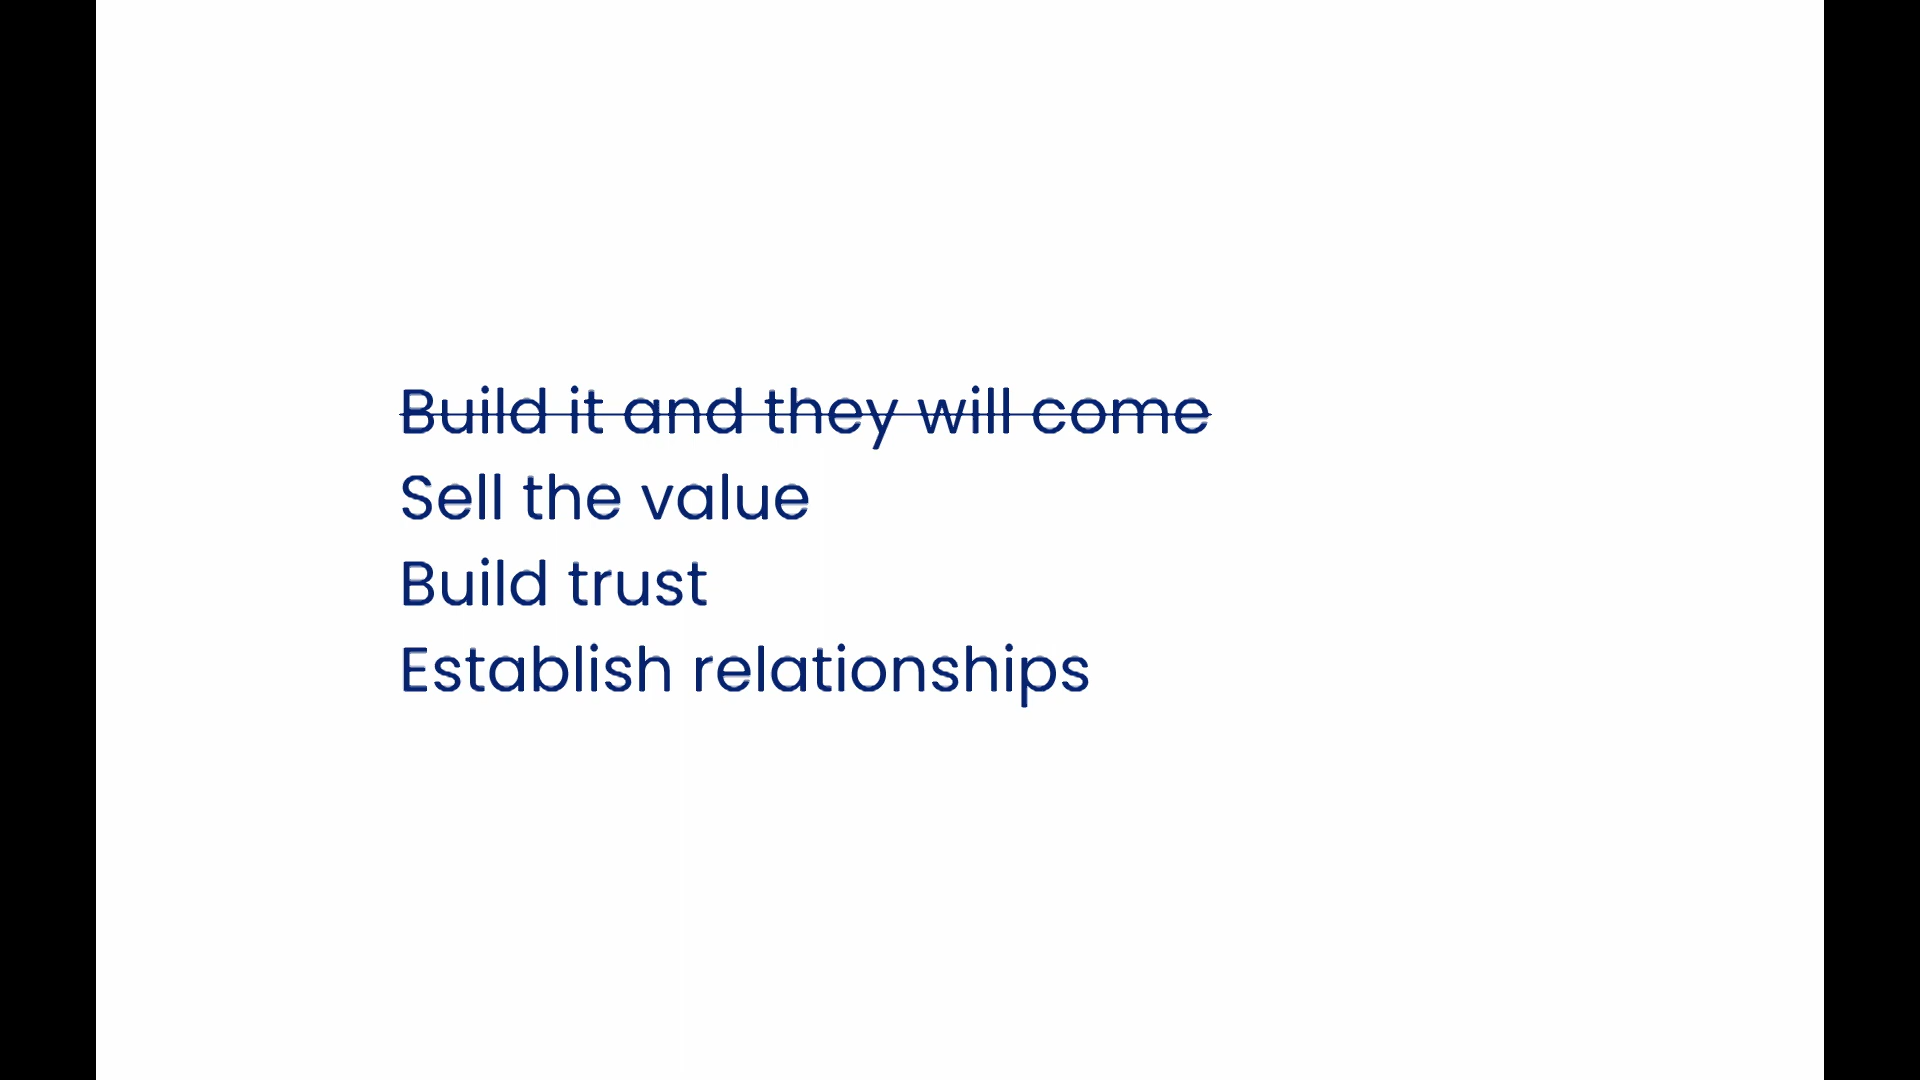 Build it and they will come
Sell the value
Build trust
Establish relationships